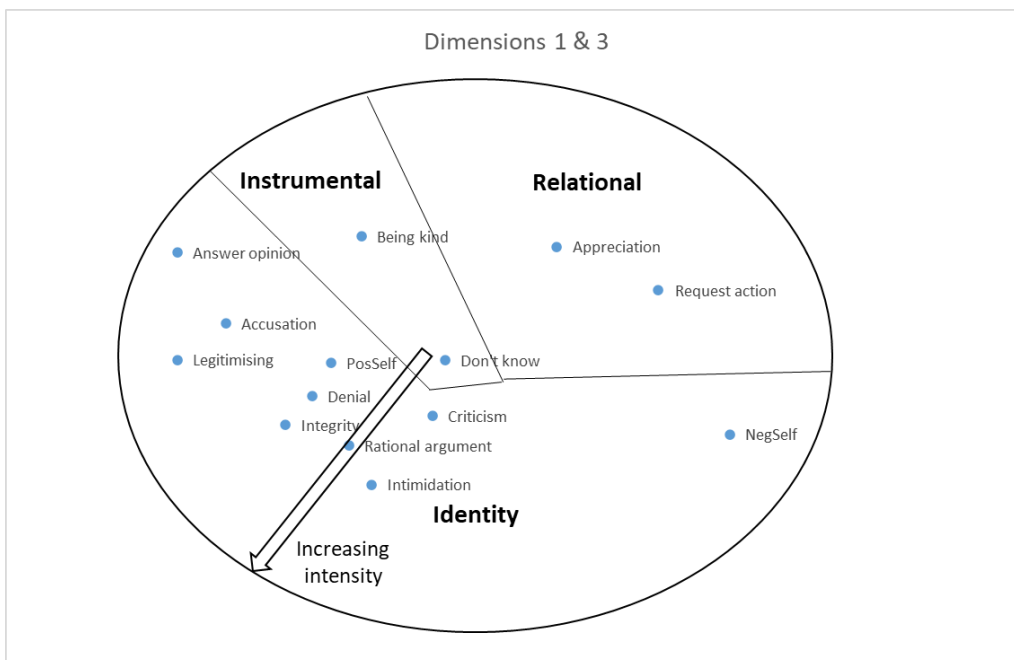 Dimensions 1 & 3
Instrumental
Relational
Being kind
Answer opinion
Appreciation
Request action
Accusation
Legitimising
PosSelf
Don't know
Denial
Criticism
Integrity
NegSelf
Rational argument
Intimidation
Identity
Increasing
intensity